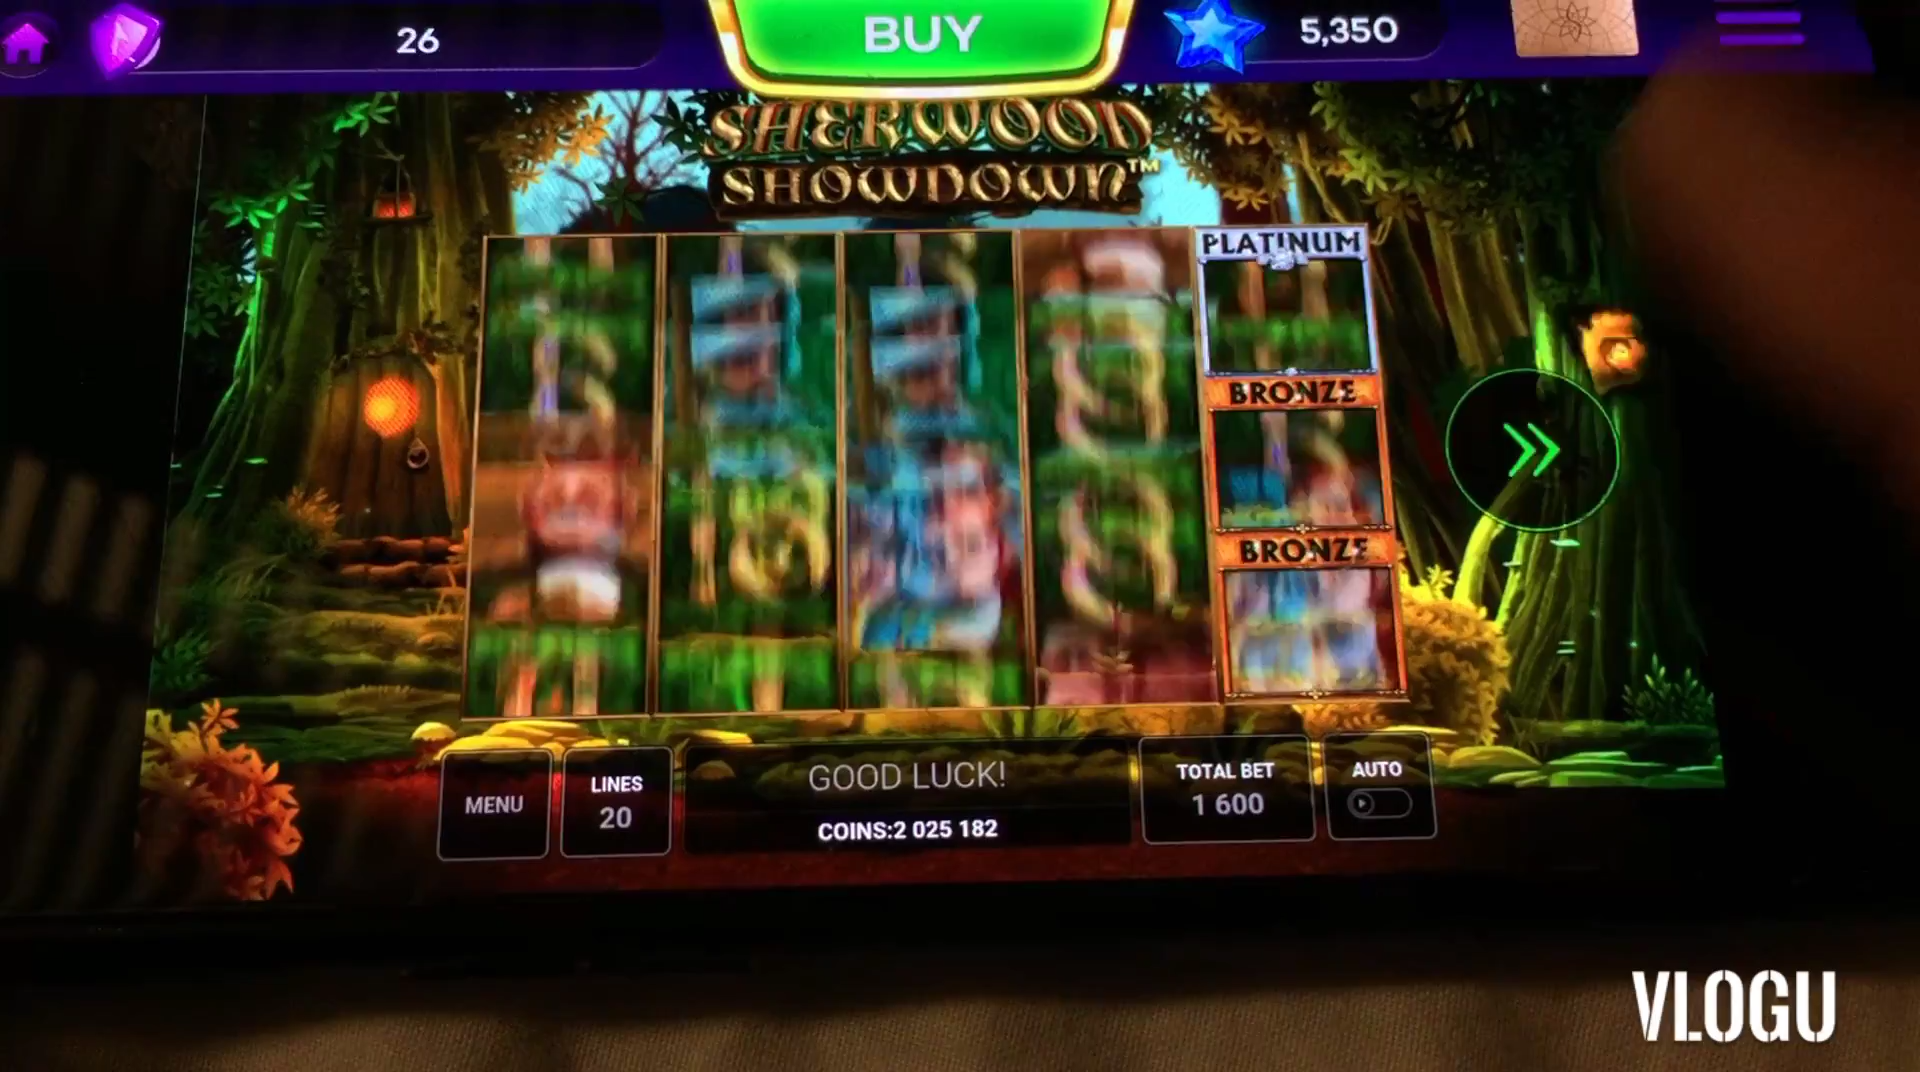 26
BUY
5,350
SHERWOOD
SHOWDOWN™
PLATINUM
BRONZE
BRONZE
MENU
LINES
20
GOOD LUCK!
COINS:2 025 182
TOTAL BET
1 600
AUTO
VLOGU